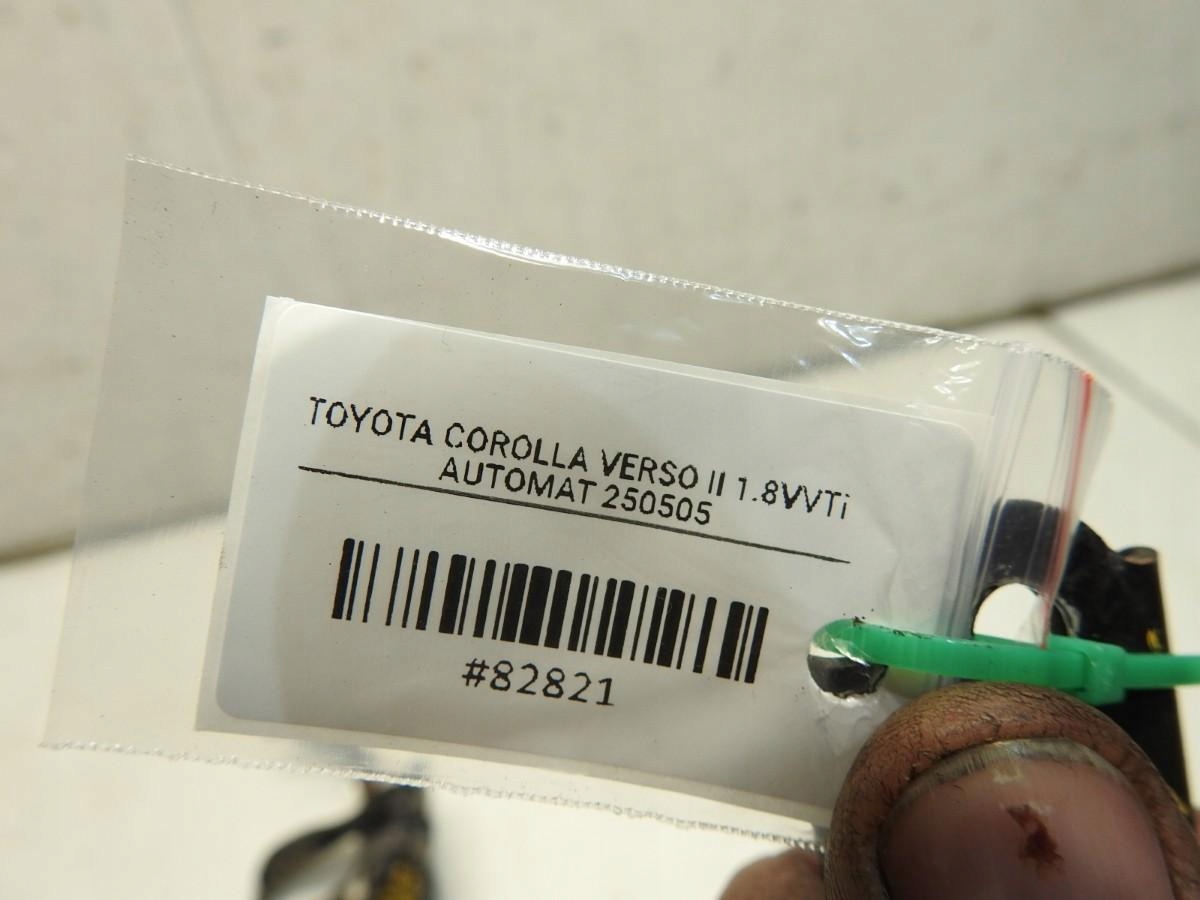 TOYOTA COROLLA VERSO II 1.8VVTi
AUTOMAT 250505
#82821